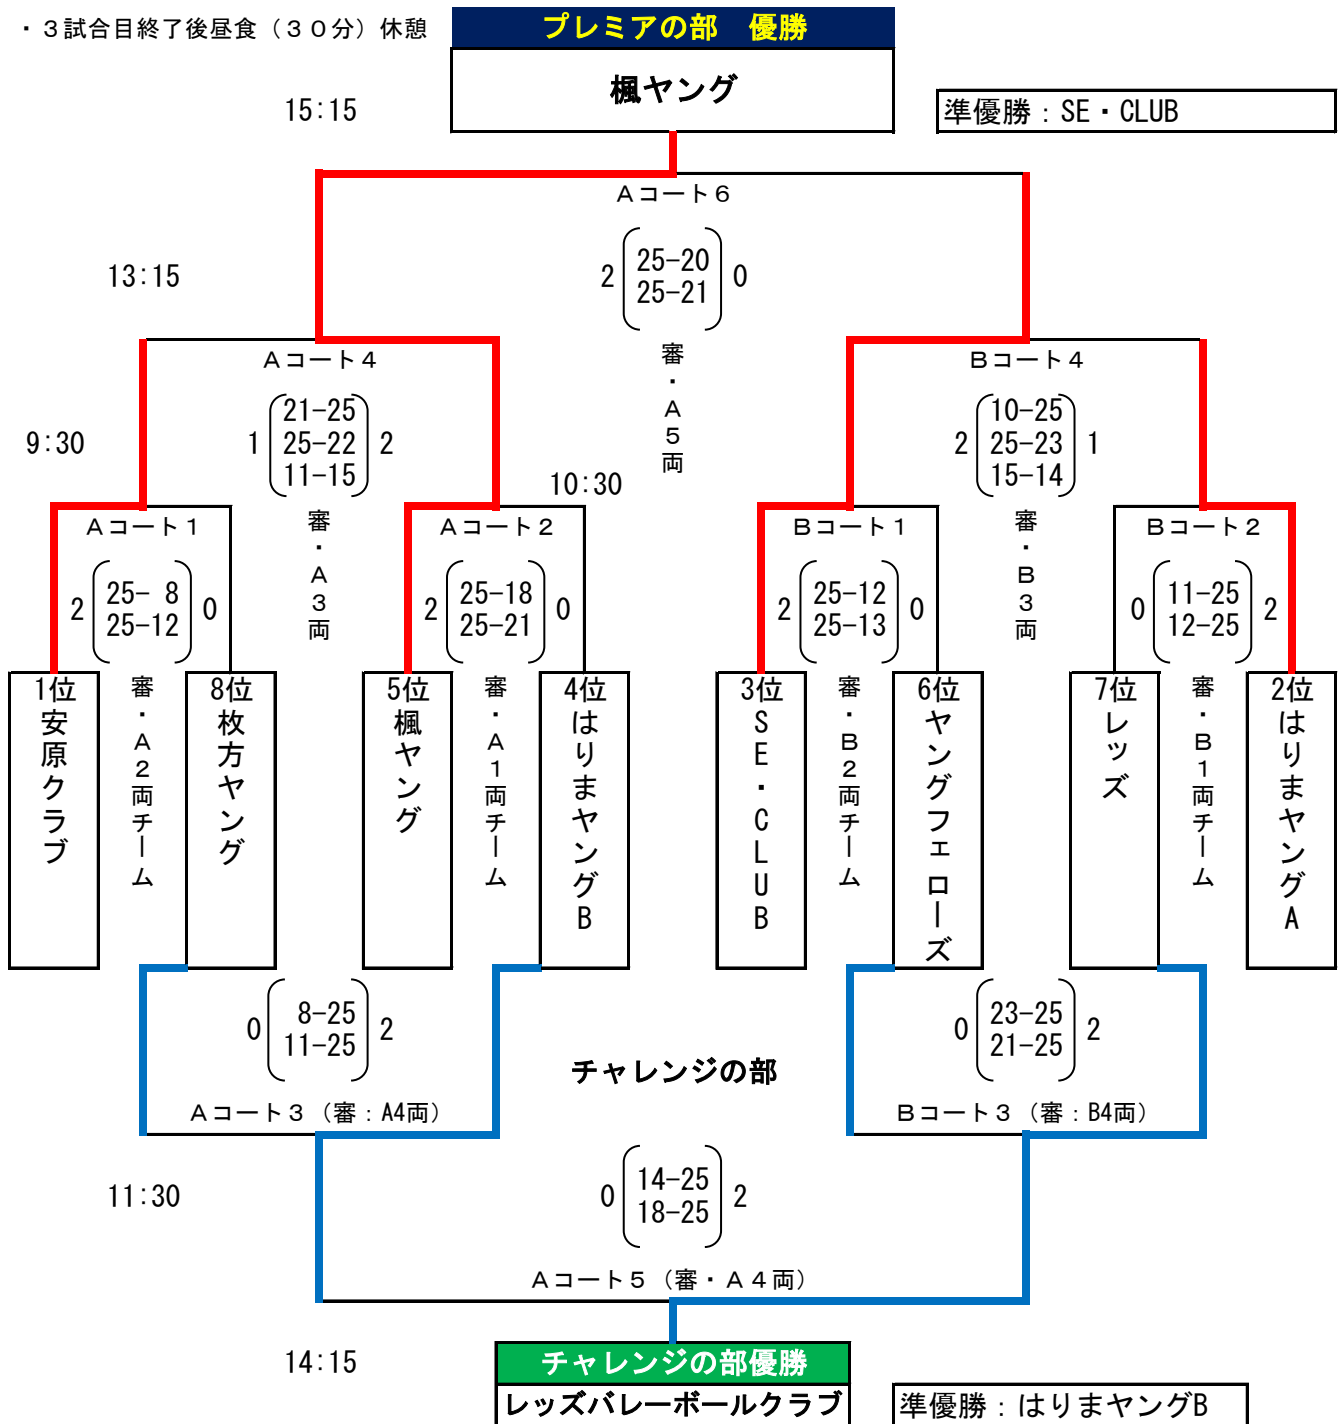 ・３試合目終了後昼食（３０分）休憩
プレミアの部　優勝
楓ヤング
15:15
準優勝：SE・CLUB
Ａコート６
2 25-20 0
25-21
13:15
審・Ａ５両
Ａコート４
21-25
1 25-22 2
11-15
Ｂコート４
10-25
2 25-23 1
15-14
9:30
10:30
審・Ａ３両
審・Ｂ３両
Ａコート１
2 25- 8 0
25-12
Ａコート２
2 25-18 0
25-21
Ｂコート１
2 25-12 0
25-13
Ｂコート２
0 11-25 2
12-25
1位
安原クラブ
審・Ａ２両チーム
8位
枚方ヤング
5位
楓ヤング
審・Ａ１両チーム
4位
はりまヤングB
3位
SE・CLUB
審・Ｂ２両チーム
6位
ヤングフェローズ
7位
レッズ
審・Ｂ１両チーム
2位
はりまヤングA
0 8-25 2
11-25
0 23-25 2
21-25
チャレンジの部
Ａコート３（審：A4両）
Ｂコート３（審：B4両）
11:30
0 14-25 2
18-25
Ａコート５（審・Ａ４両）
14:15
チャレンジの部優勝
レッズバレーボールクラブ
準優勝：はりまヤングB